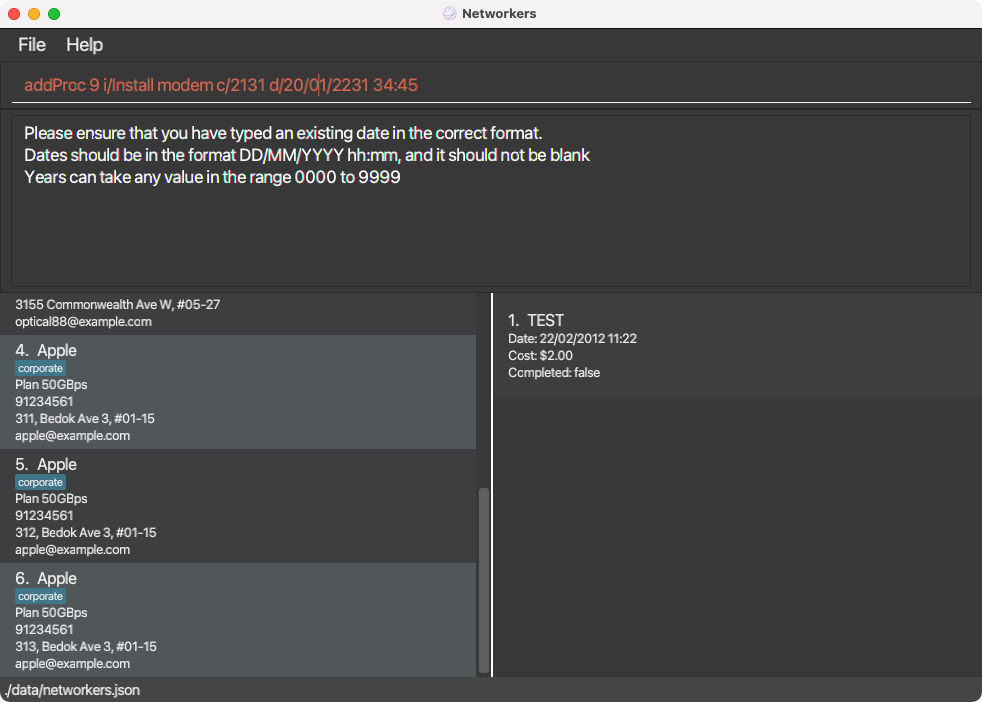 Networkers
File Help
addProc 9 i/Install modem c/2131 d/20/01/2231 34:45
Please ensure that you have typed an existing date in the correct format.
Dates should be in the format DD/MM/YYYY hh:mm, and it should not be blank
Years can take any value in the range 0000 to 9999
3155 Commonwealth Ave W, #05-27
optical88@example.com
4. Apple
corporate
Plan 50GBps
91234561
311, Bedok Ave 3, #01-15
apple@example.com
5. Apple
corporate
Plan 50GBps
91234561
312, Bedok Ave 3, #01-15
apple@example.com
6. Apple
corporate
Plan 50GBps
91234561
313, Bedok Ave 3, #01-15
apple@example.com
1. TEST
Date: 22/02/2012 11:22
Cost: $2.00
Completed: false
./data/networkers.json